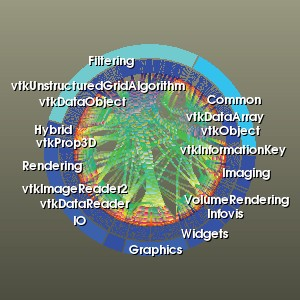 Filtering
vtkUnstructuredGridAlgorithm
vtkDataObject
Common
vtkDataArray
vtkObject
Hybrid
vtkProp3D
vtkInformationKey
Rendering
Imaging
vtkImageReader2
vtkDataReader
VolumeRendering
Infovis
IO
Widgets
Graphics